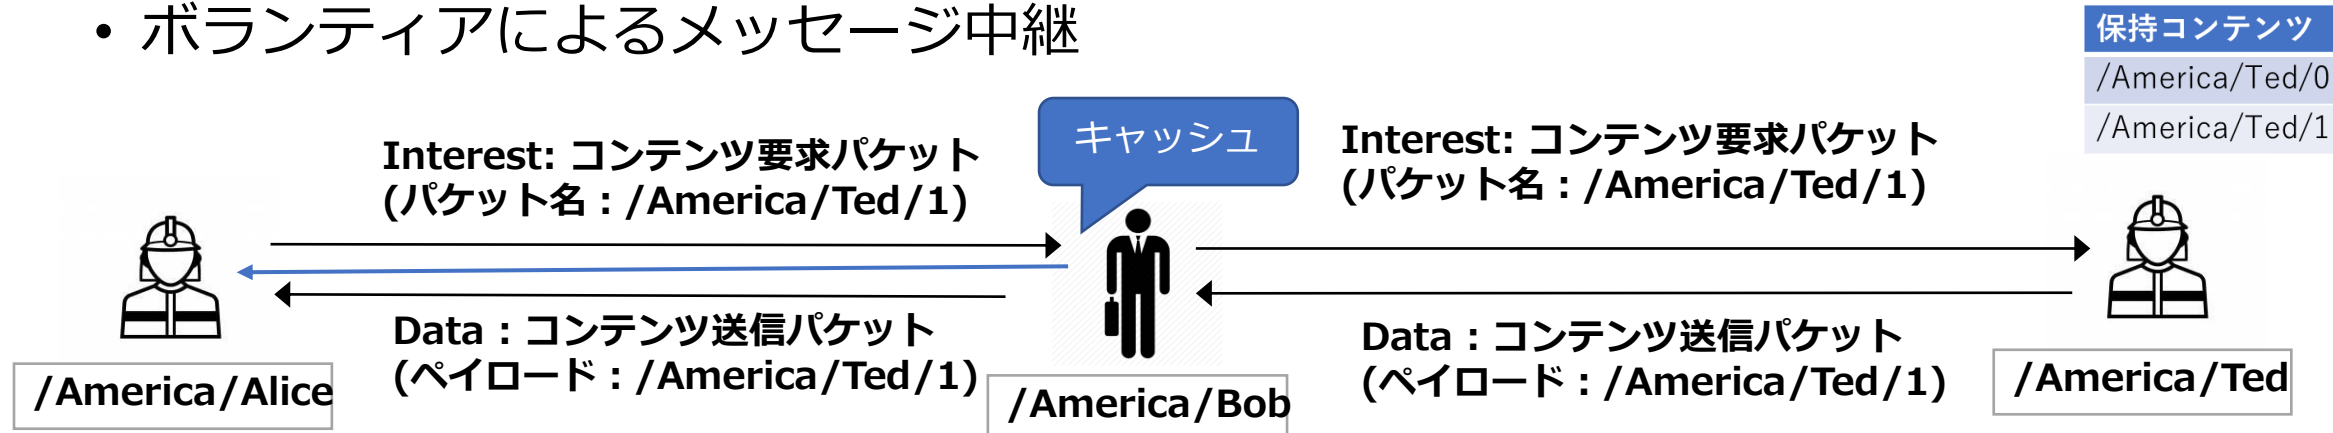 • ボランティアによるメッセージ中継
保持コンテンツ
/America/Ted/0
/America/Ted/1
キャッシュ
Interest: コンテンツ要求パケット
(パケット名：/America/Ted/1)
Interest: コンテンツ要求パケット
(パケット名：/America/Ted/1)
Data：コンテンツ送信パケット
(ペイロード：/America/Ted/1)
Data：コンテンツ送信パケット
(ペイロード：/America/Ted/1)
/America/Alice
/America/Bob
/America/Ted